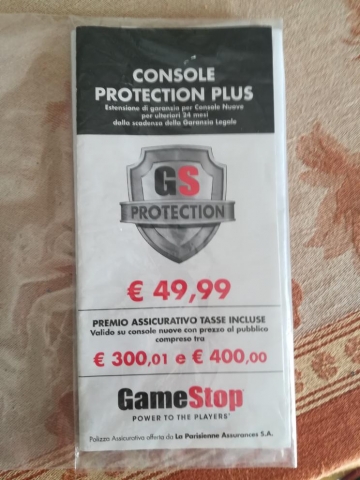 CONSOLE
PROTECTION PLUS
Estensione di garanzia per Console Nuove
per ulteriori 24 mesi
dalla scadenza della Garanzia Legale
GS
PROTECTION
€ 49,99
PREMIO ASSICURATIVO TASSE INCLUSE
Valido su console nuove con prezzo al pubblico
compreso tra
€ 300,01 e € 400,00
GameStop
POWER TO THE PLAYERS
Polizza Assicurativa offerta da La Parisienne Assurances S.A.